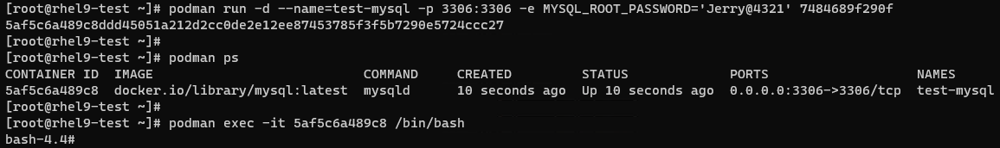 [root@rhel9-test ~]# podman run -d --name=test-mysql -p 3306:3306 -e MYSQL_ROOT_PASSWORD='Jerry@4321' 7484689f290f
5af5c6a489c8ddd45051a212d2cc0de2e12ee87453785f3f5b7290e5724ccc27
[root@rhel9-test ~]#
[root@rhel9-test ~]# podman ps
CONTAINER ID  IMAGE                           COMMAND     CREATED         STATUS             PORTS                   NAMES
5af5c6a489c8  docker.io/library/mysql:latest  mysqld      10 seconds ago  Up 10 seconds ago  0.0.0.0:3306->3306/tcp  test-mysql
[root@rhel9-test ~]#
[root@rhel9-test ~]# podman exec -it 5af5c6a489c8 /bin/bash
bash-4.4#